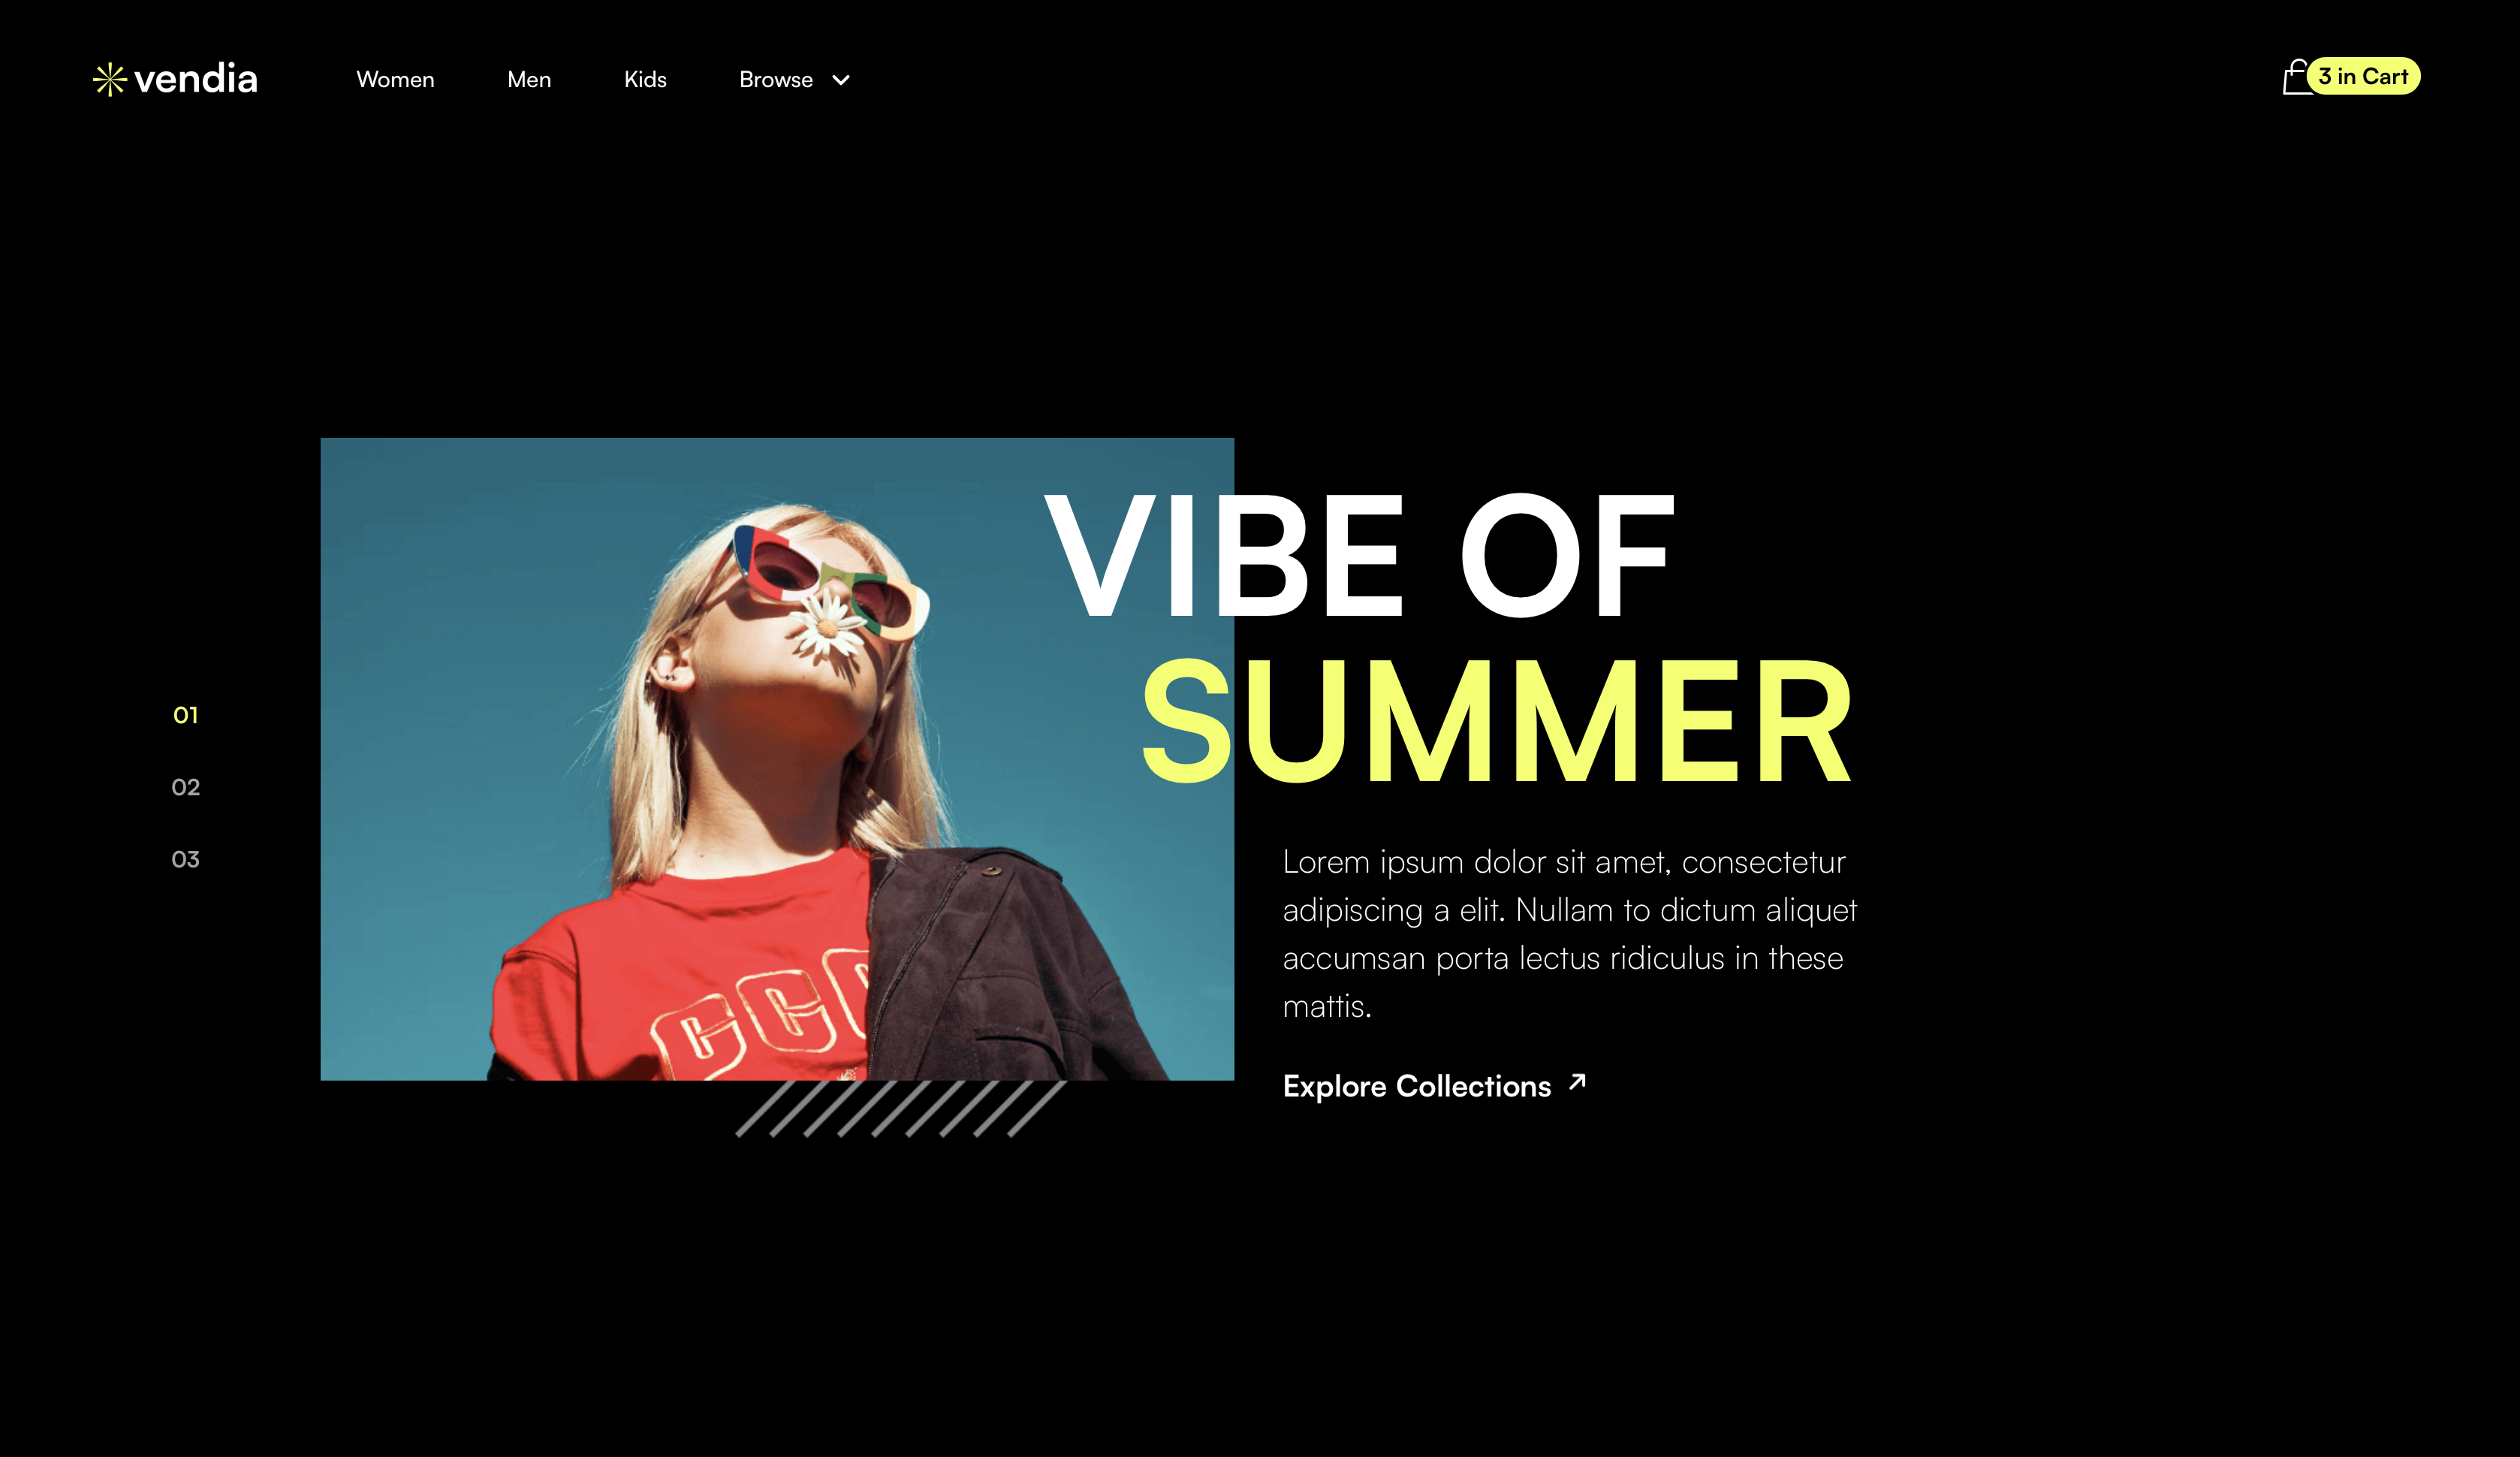 vendia
Women
Men
Kids
Browse
3 in Cart
VIBE OF
SUMMER
01
02
03
Lorem ipsum dolor sit amet, consectetur
adipiscing a elit. Nullam to dictum aliquet
accumsan porta lectus ridiculus in these
mattis.
Explore Collections